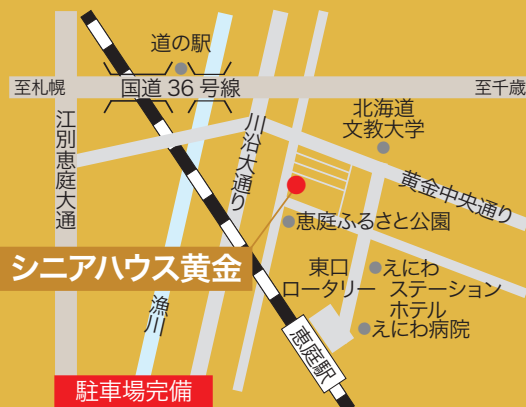 道の駅
至札幌
国道36号線
至千歳
江別恵庭大通
川沿大通り
北海道
文教大学
黄金中央通り
恵庭ふるさと公園
シニアハウス黄金
東口
ロータリー
えにわ
ステーション
ホテル
えにわ病院
漁川
恵庭駅
駐車場完備